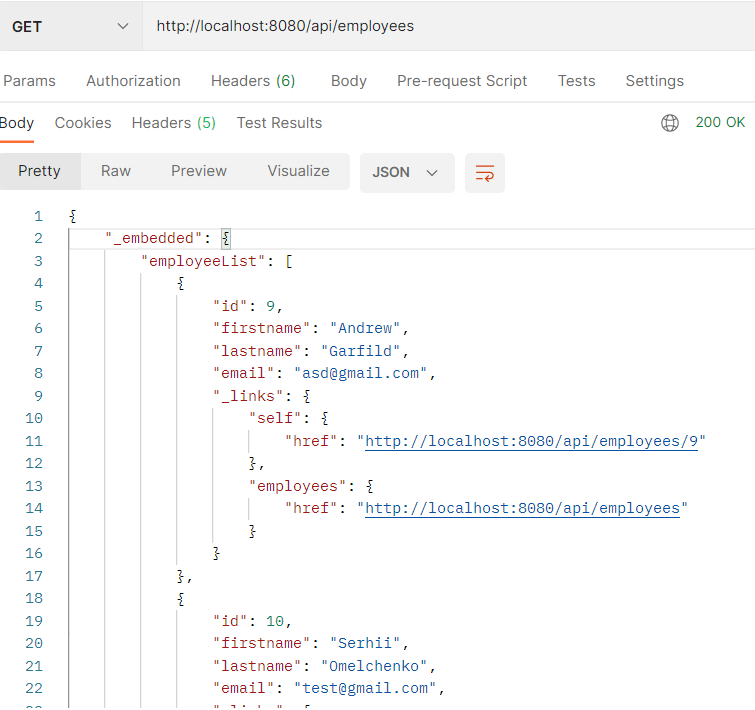 GET http://localhost:8080/api/employees
Params Authorization Headers (6) Body Pre-request Script Tests Settings
Body Cookies Headers (5) Test Results 200 OK
Pretty Raw Preview Visualize JSON
1 {
2 "_embedded": {
3 "employeeList": [
4 {
5 "id": 9,
6 "firstname": "Andrew",
7 "lastname": "Garfild",
8 "email": "asd@gmail.com",
9 "_links": {
10 "self": {
11 "href": "http://localhost:8080/api/employees/9"
12 },
13 "employees": {
14 "href": "http://localhost:8080/api/employees"
15 }
16 }
17 },
18 {
19 "id": 10,
20 "firstname": "Serhii",
21 "lastname": "Omelchenko",
22 "email": "test@gmail.com",